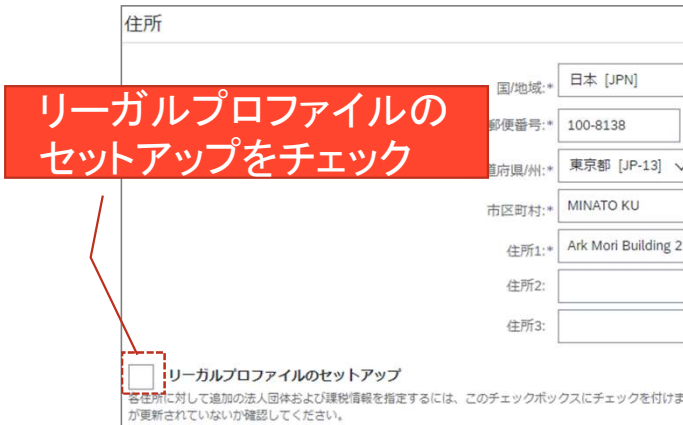 住所
国/地域:*
日本 [JPN]
リーガルプロファイルの
セットアップをチェック
郵便番号:*
100-8138
道府県/州:*
東京都 [JP-13]
市区町村:*
MINATO KU
住所1:*
Ark Mori Building 2
住所2:
住所3:
リーガルプロファイルのセットアップ
各住所に対して追加の法人団体および課税情報を指定するには、このチェックボックスにチェックを付けま
が更新されていないか確認してください。